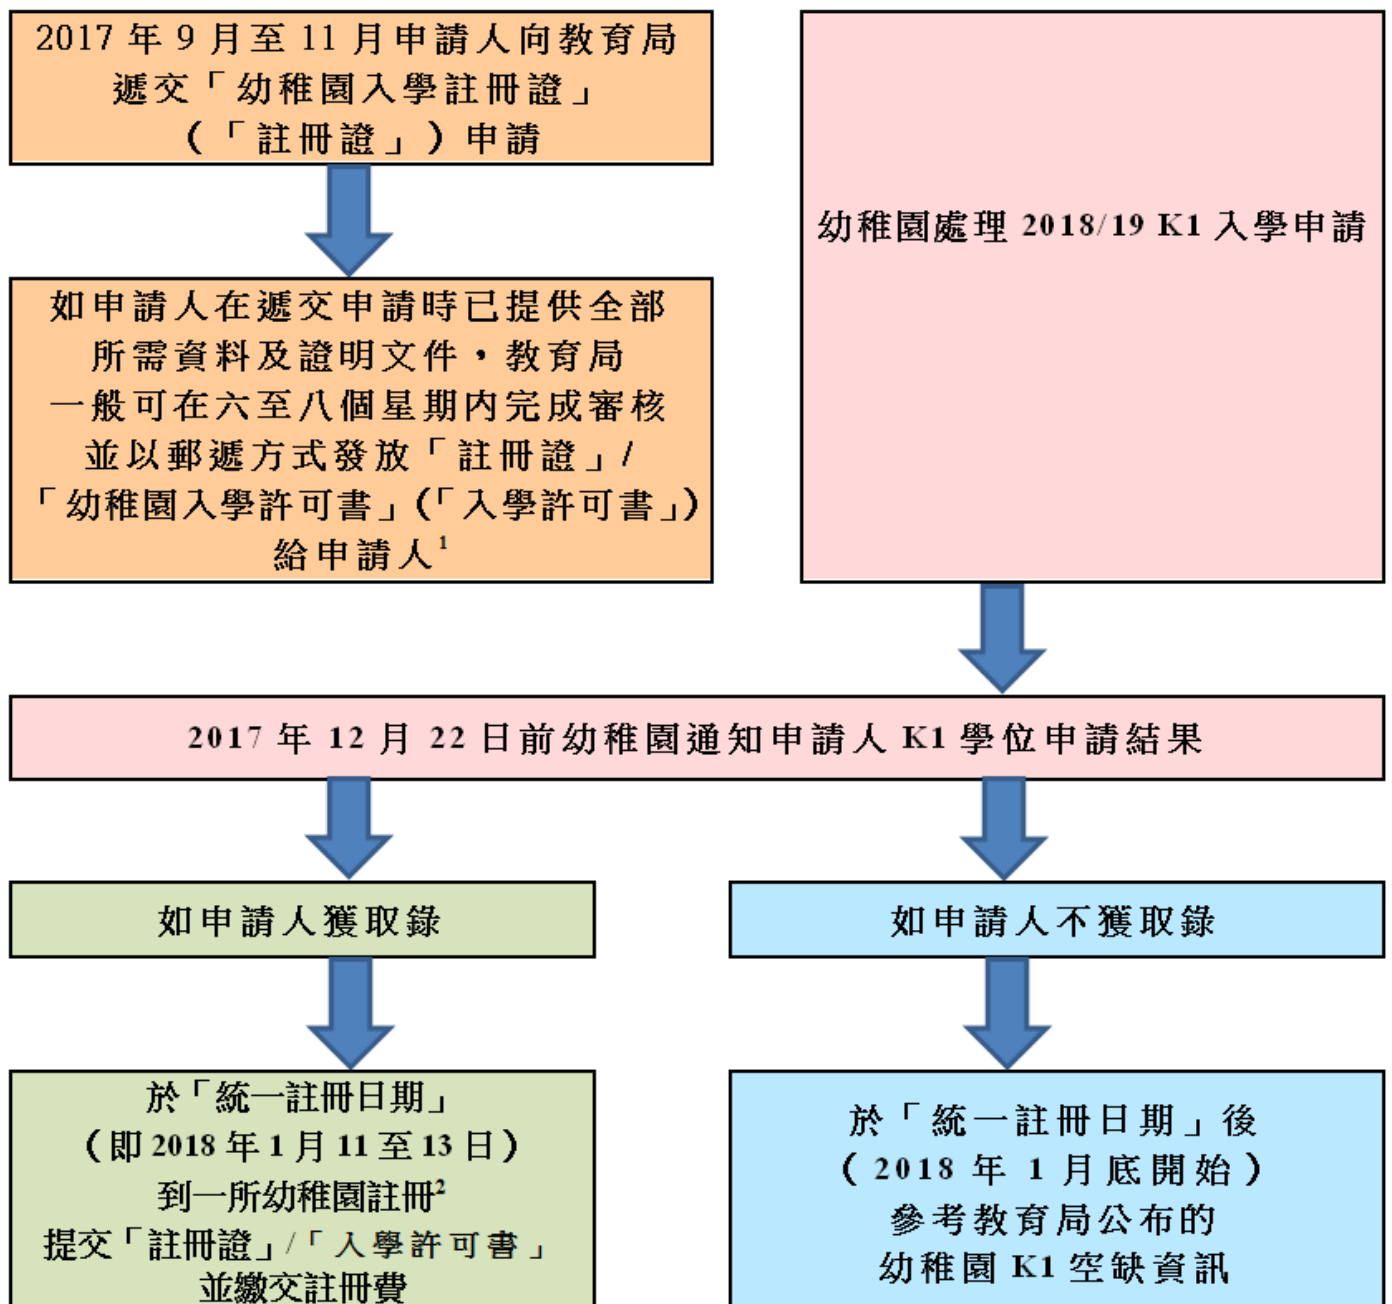 2017 年 9 月至 11 月申請人向教育局
遞交「幼稚園入學註冊證」
(「註冊證」) 申請
如申請人在遞交申請時已提供全部
所需資料及證明文件，教育局
一般可在六至八個星期內完成審核
並以郵遞方式發放「註冊證」/
「幼稚園入學許可書」(「入學許可書」)
給申請人1
幼稚園處理 2018/19 K1 入學申請
2017 年 12 月 22 日前幼稚園通知申請人 K1 學位申請結果
如申請人獲取錄
於「統一註冊日期」
(即 2018 年 1 月 11 至 13 日)
到一所幼稚園註冊2
提交「註冊證」/「入學許可書」
並繳交註冊費
如申請人不獲取錄
於「統一註冊日期」後
(2018 年 1 月底開始)
參考教育局公布的
幼稚園 K1 空缺資訊